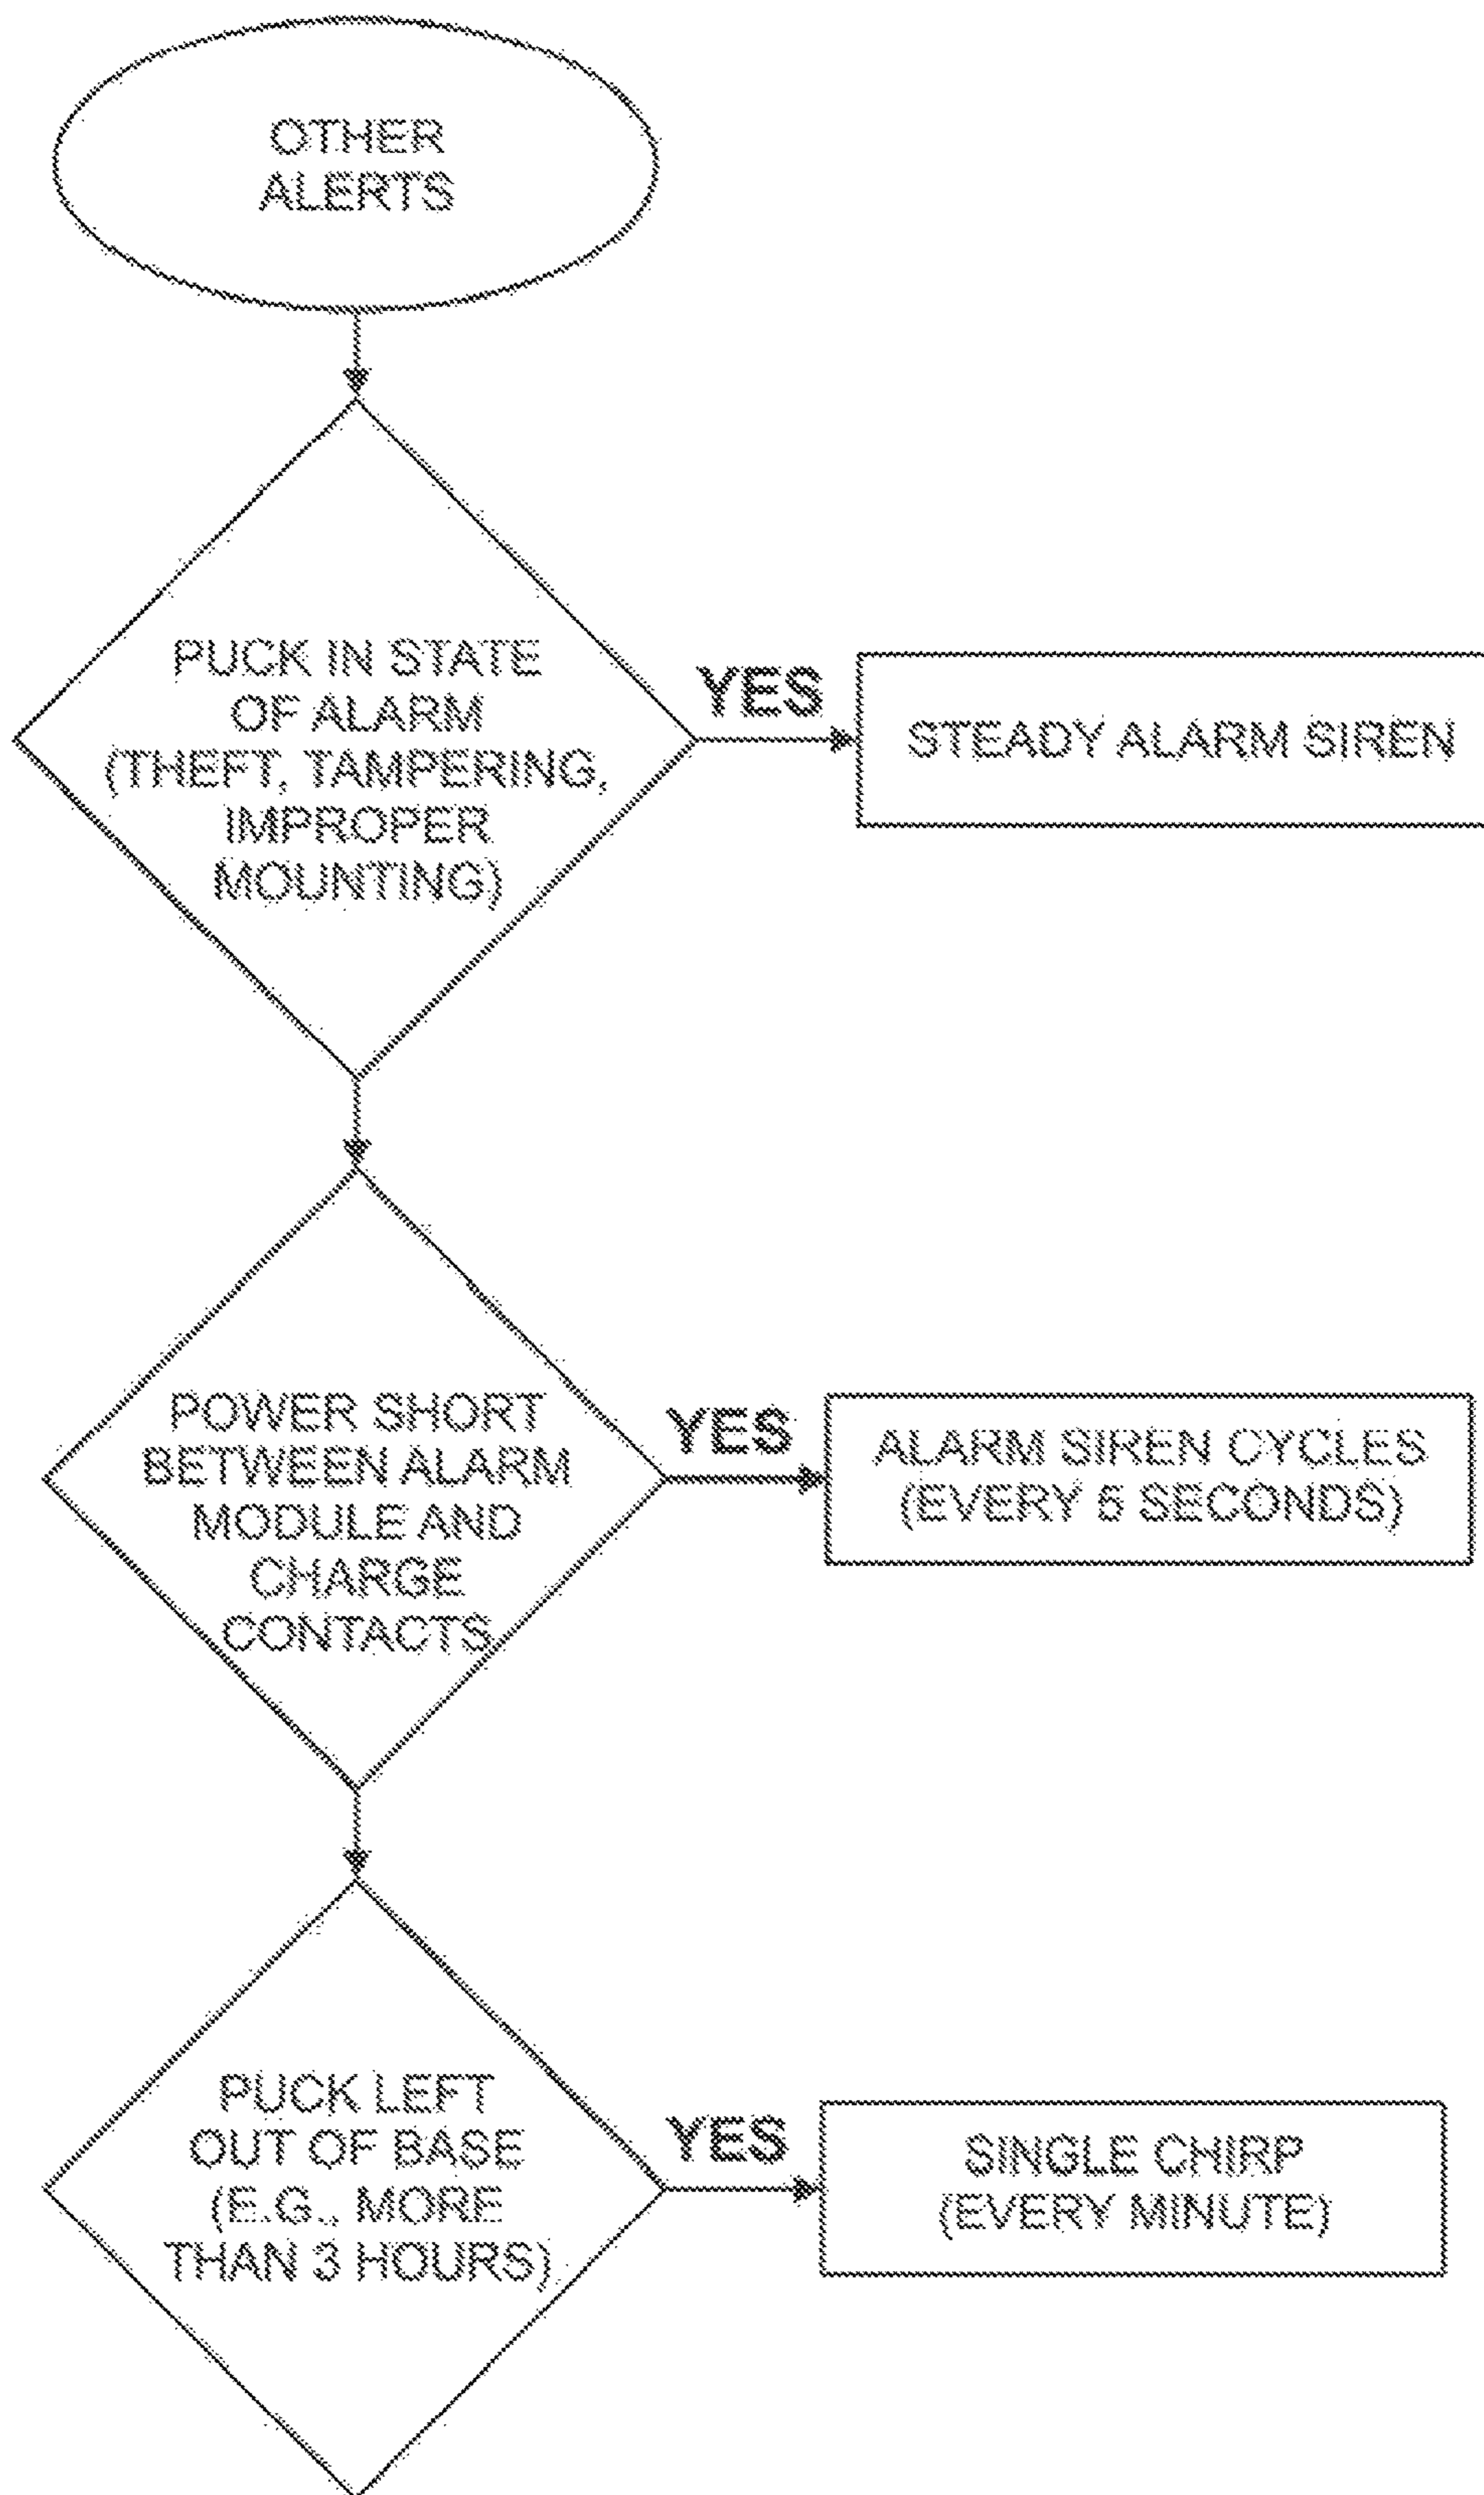 OTHER
ALERTS
PUCK IN STATE
OF ALARM
(THEFT, TAMPERING,
IMPROPER
MOUNTING)
YES
STEADY ALARM SIREN
POWER SHORT
BETWEEN ALARM
MODULE AND
CHARGE
CONTACTS
YES
ALARM SIREN CYCLES
(EVERY 5 SECONDS)
PUCK LEFT
OUT OF BASE
(E.G., MORE
THAN 3 HOURS)
YES
SINGLE CHIRP
(EVERY MINUTE)